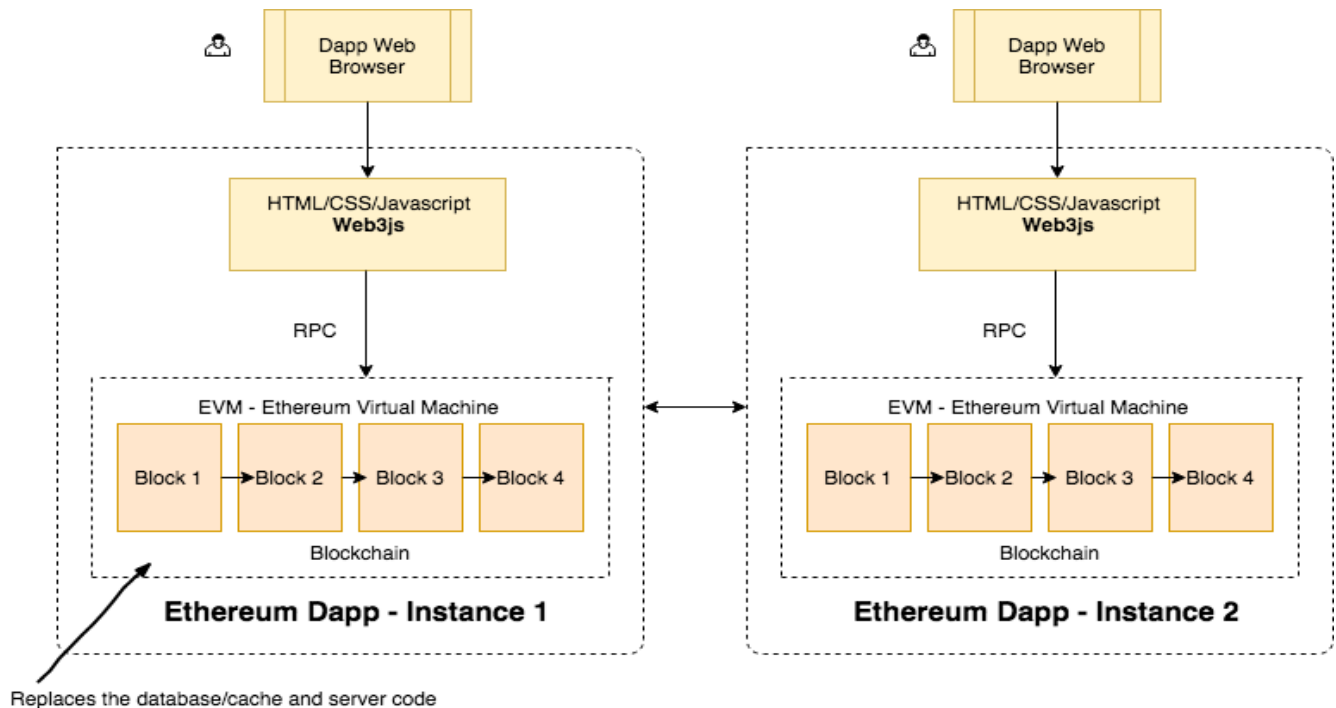 Dapp Web
Browser
HTML/CSS/Javascript
Web3js
RPC
EVM - Ethereum Virtual Machine
Block 1
Block 2
Block 3
Block 4
Blockchain
Ethereum Dapp - Instance 1
Replaces the database/cache and server code
Dapp Web
Browser
HTML/CSS/Javascript
Web3js
RPC
EVM - Ethereum Virtual Machine
Block 1
Block 2
Block 3
Block 4
Blockchain
Ethereum Dapp - Instance 2